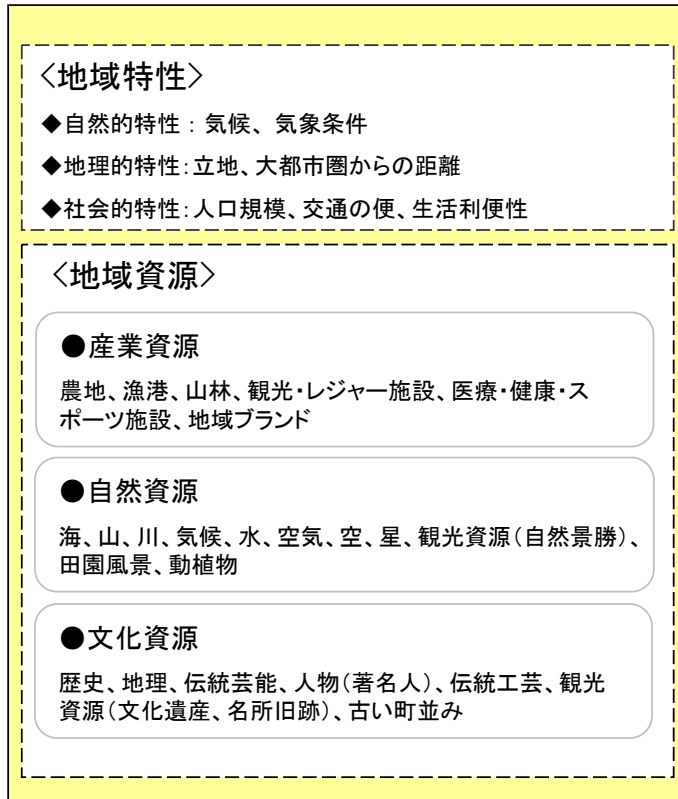 〈地域特性〉
◆自然的特性：気候、気象条件
◆地理的特性：立地、大都市圏からの距離
◆社会的特性：人口規模、交通の便、生活利便性
〈地域資源〉
●産業資源
農地、漁港、山林、観光・レジャー施設、医療・健康・ス
ポーツ施設、地域ブランド
●自然資源
海、山、川、気候、水、空気、空、星、観光資源（自然景勝）、
田園風景、動植物
●文化資源
歴史、地理、伝統芸能、人物（著名人）、伝統工芸、観光
資源（文化遺産、名所旧跡）、古い町並み